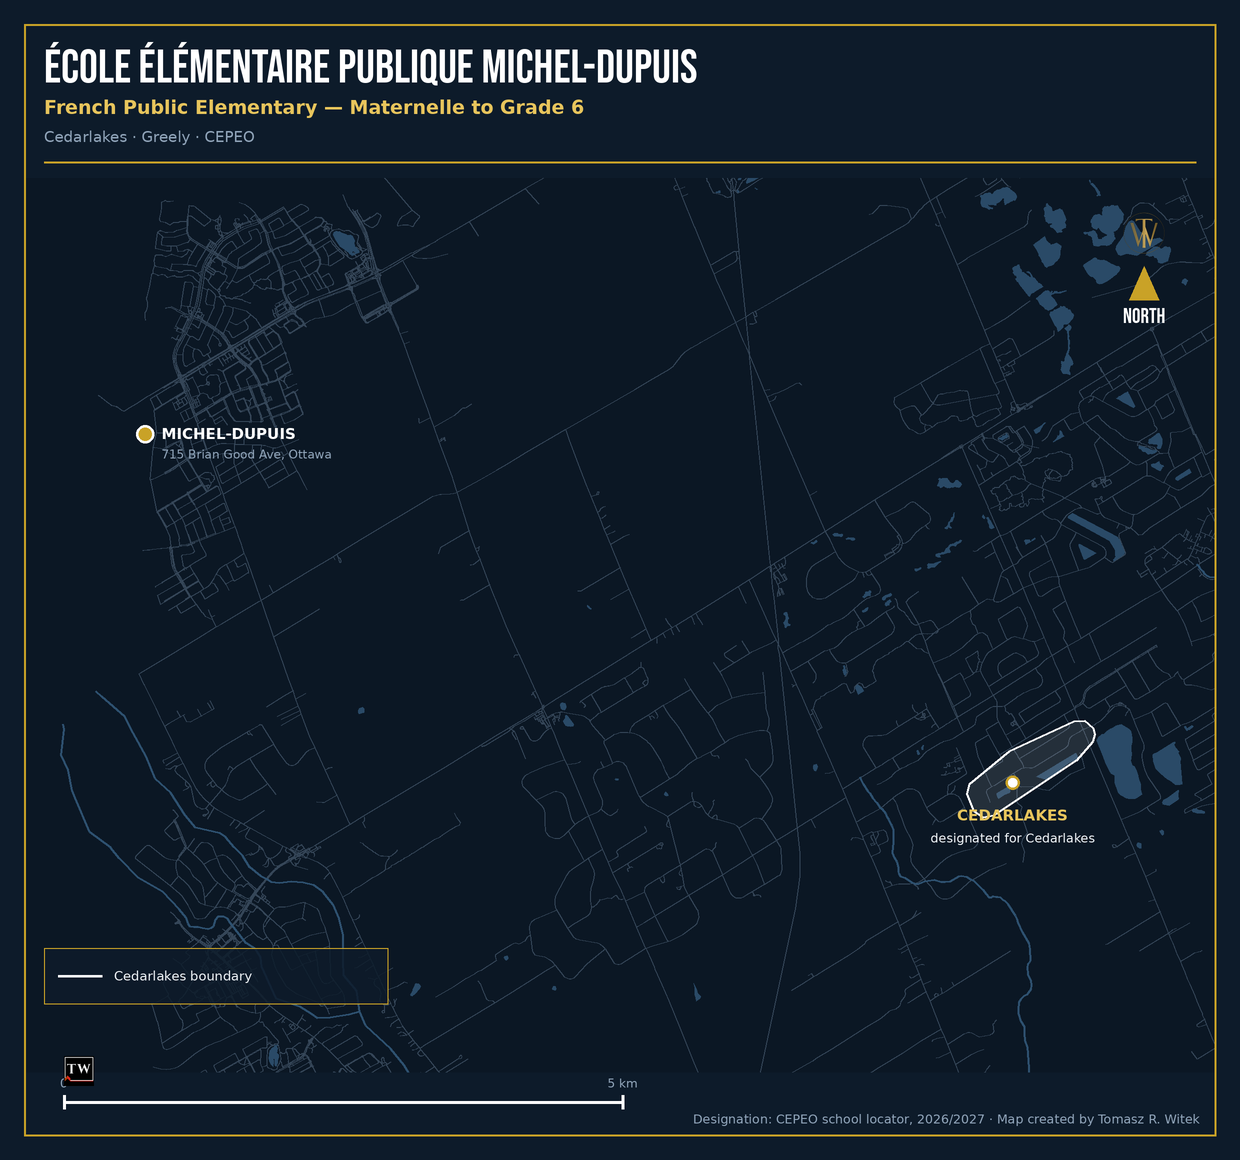 ÉCOLE ÉLÉMENTAIRE PUBLIQUE MICHEL-DUPUIS
French Public Elementary — Maternelle to Grade 6
Cedarlakes · Greely · CEPEO
TW
NORTH
MICHEL-DUPUIS
715 Brian Good Ave, Ottawa
CEDARLAKES
designated for Cedarlakes
Cedarlakes boundary
TW
0
5 km
Designation: CEPEO school locator, 2026/2027 · Map created by Tomasz R. Witek